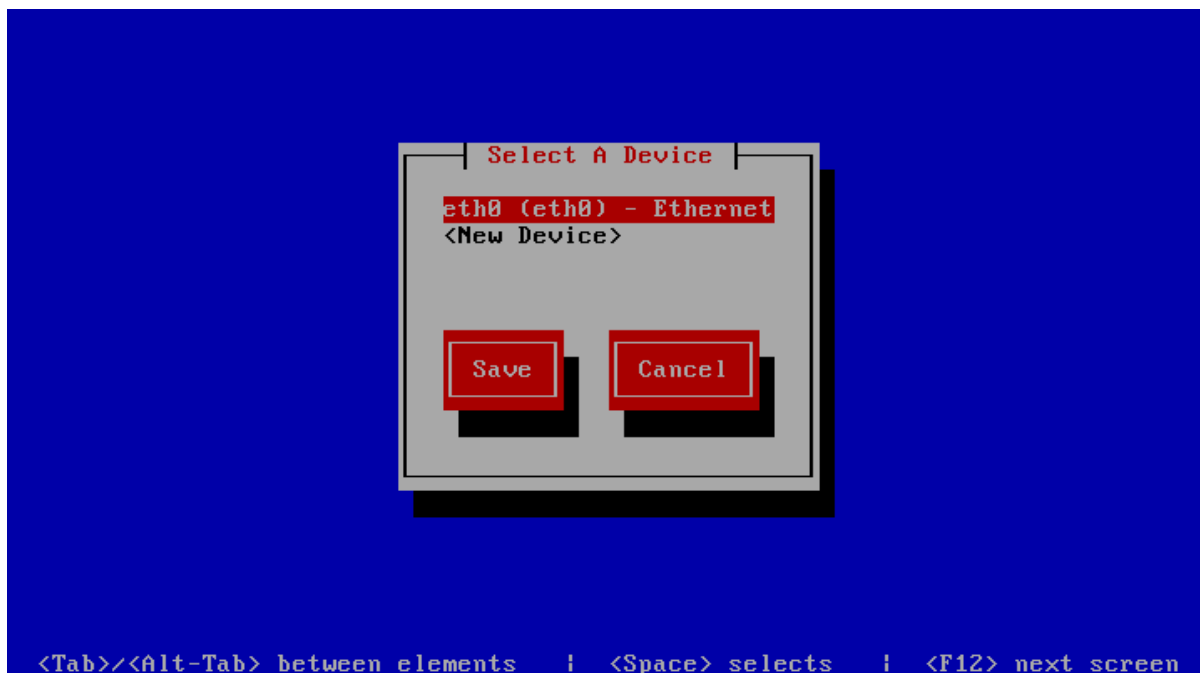 Select A Device
eth0 (eth0) - Ethernet
<New Device>
Save Cancel
<Tab>/<Alt-Tab> between elements | <Space> selects | <F12> next screen